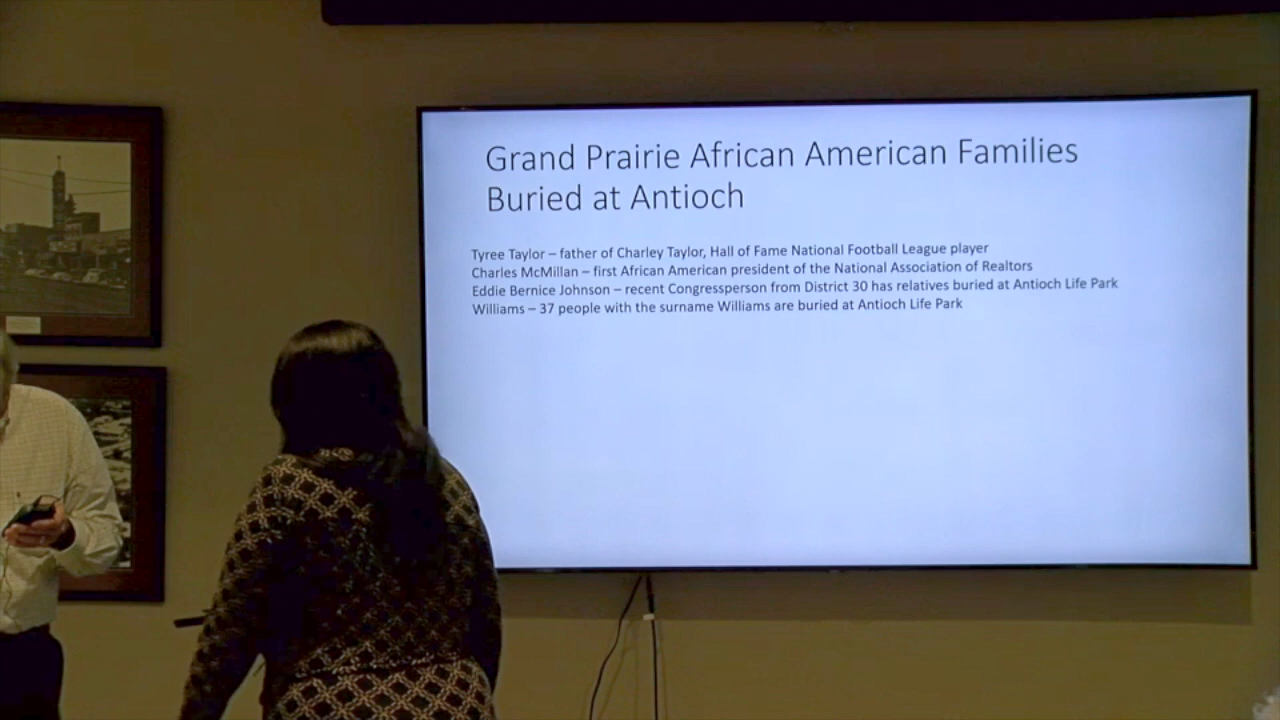 Grand Prairie African American Families
Buried at Antioch
Tyree Taylor – father of Charley Taylor, Hall of Fame National Football League player
Charles McMillan – first African American president of the National Association of Realtors
Eddie Bernice Johnson – recent Congressperson from District 30 has relatives buried at Antioch Life Park
Williams – 37 people with the surname Williams are buried at Antioch Life Park